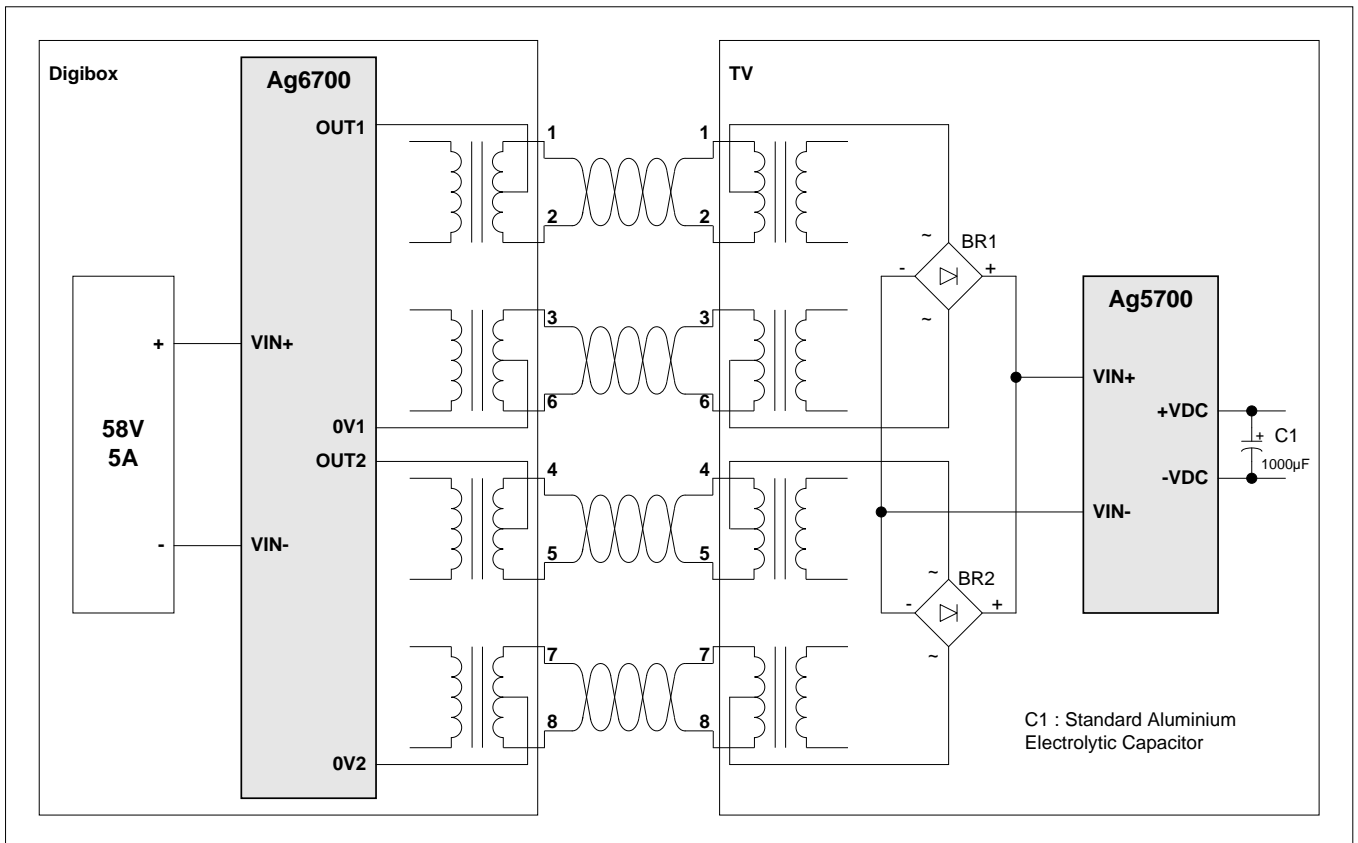 Digibox
Ag6700
OUT1
VIN+
VIN-
0V1
OUT2
0V2
+
58V
5A
-
1
2
3
6
4
5
7
8
TV
1
2
3
6
4
5
7
8
~
BR1
-
+
~
~
BR2
-
+
~
Ag5700
VIN+
+VDC
-VDC
VIN-
+
C1
1000µF
C1 : Standard Aluminium
Electrolytic Capacitor